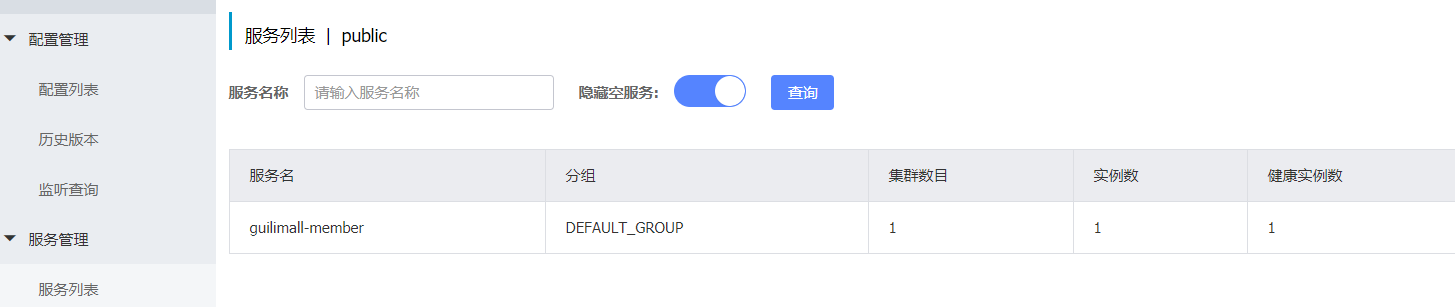 配置管理
配置列表
历史版本
监听查询
服务管理
服务列表
服务列表 | public
服务名称 请输入服务名称 隐藏空服务: 查询
服务名 分组 集群数目 实例数 健康实例数
guilimall-member DEFAULT_GROUP 1 1 1